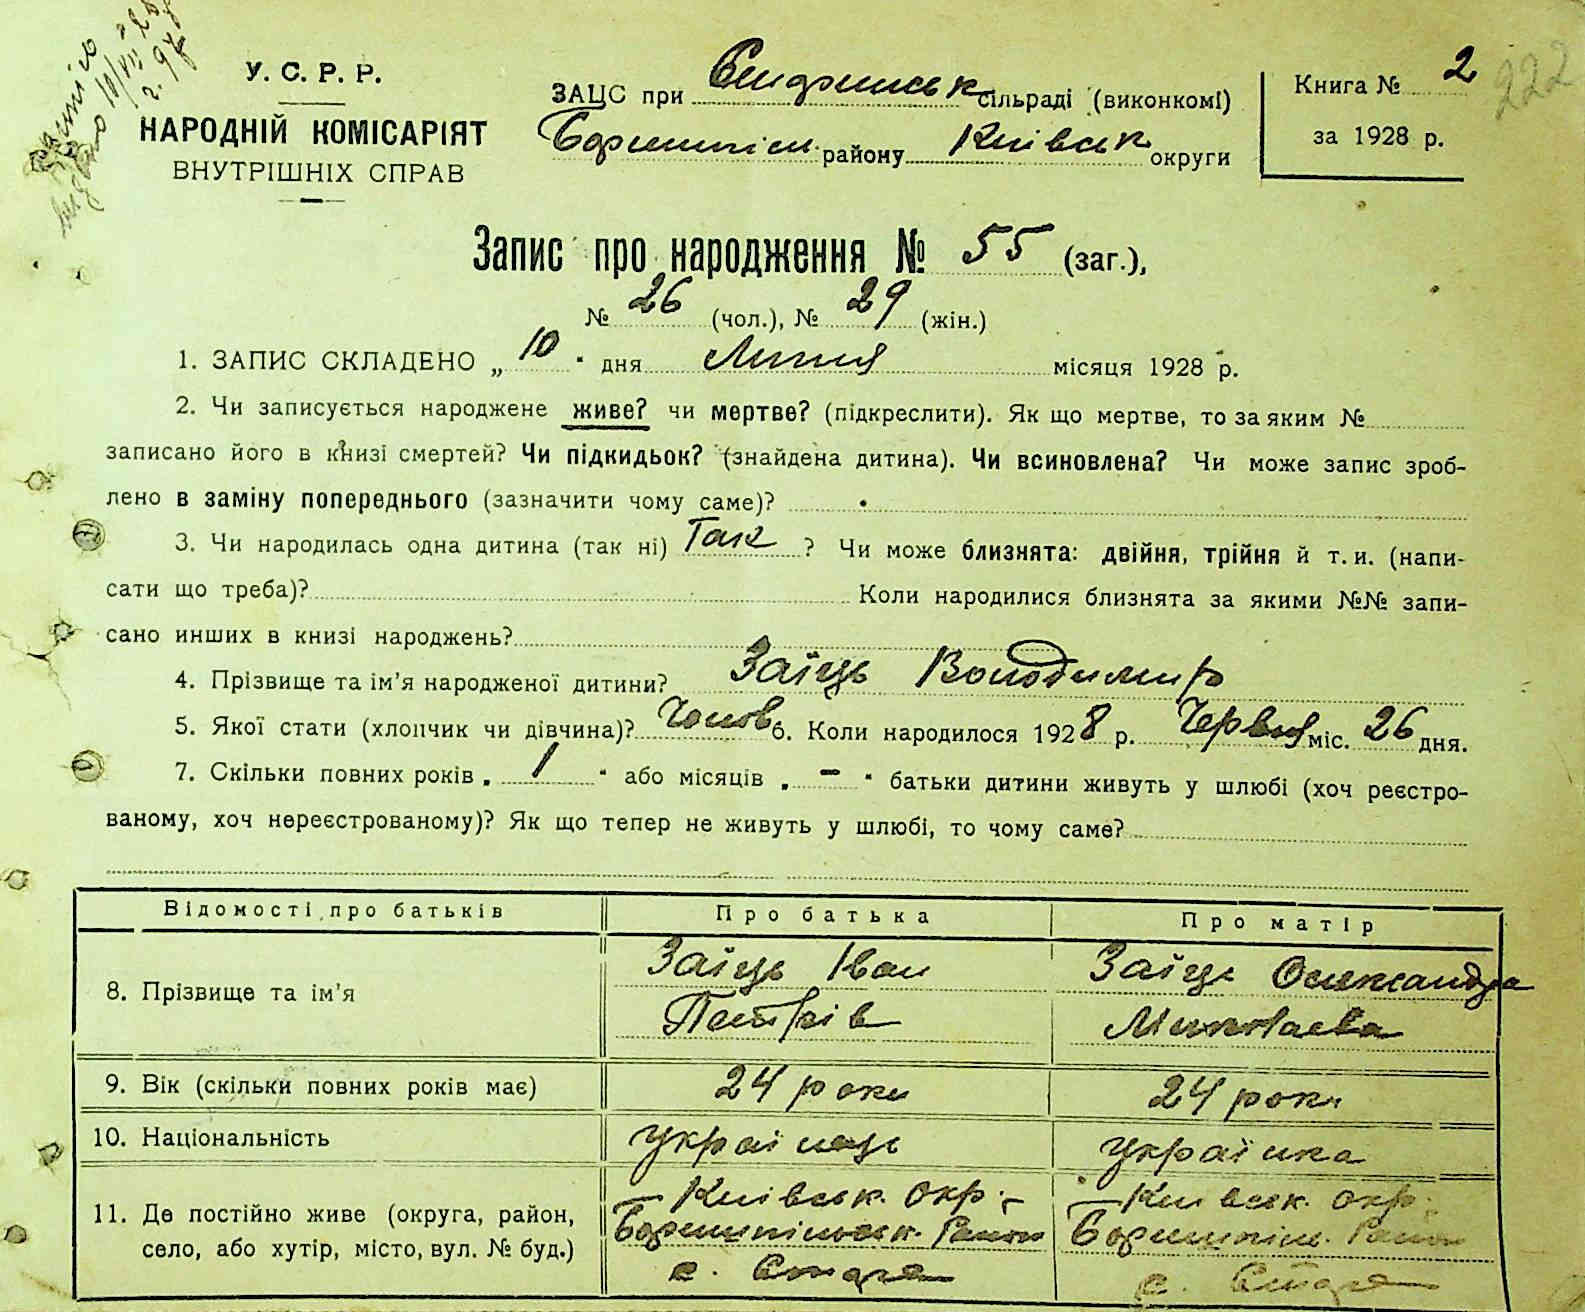 У. С. Р. Р.
НАРОДНІЙ КОМІСАРІЯТ
ВНУТРІШНІХ СПРАВ
ЗАЦС при сільраді (виконкомі)
Бориспіл. району Київськ округи
Книга № 2
за 1928 р.
222
Запис про народження № 55 (заг.),
№ 26 (чол.), № 29 (жін.)
1. ЗАПИС СКЛАДЕНО „ 10 " дня Липня місяця 1928 р.
2. Чи записується народжене живе? чи мертве? (підкреслити). Як що мертве, то за яким №
записано його в книзі смертей? Чи підкидьок? (знайдена дитина). Чи всиновлена? Чи може запис зроб-
лено в заміну попереднього (зазначити чому саме)?
3. Чи народилась одна дитина (так ні) Так ? Чи може близнята: двійня, трійня й т. и. (напи-
сати що треба)? Коли народилися близнята за якими №№ запи-
сано инших в книзі народжень?
4. Прізвище та ім'я народженої дитини? Заїць Володимир
5. Якої стати (хлопчик чи дівчина)? Чолов 6. Коли народилось 1928 р. Червня міс. 26 дня.
7. Скільки повних років „ 1 " або місяців „ - " батьки дитини живуть у шлюбі (хоч реєстро-
ваному, хоч нереєстрованому)? Як що тепер не живуть у шлюбі, то чому саме?
Відомості про батьків Про батька Про матір
8. Прізвище та ім'я Заїць Іван Заїць Олександра
Петрів Миколаєва
9. Вік (скільки повних років має) 24 роки 24 роки
10. Національність Українець Українка
11. Де постійно живе (округа, район, Київськ. окр. Київськ. окр.
село, або хутір, місто, вул. № буд.) Бориспільськ. Район Бориспіл. Район
с. Стара с. Стара